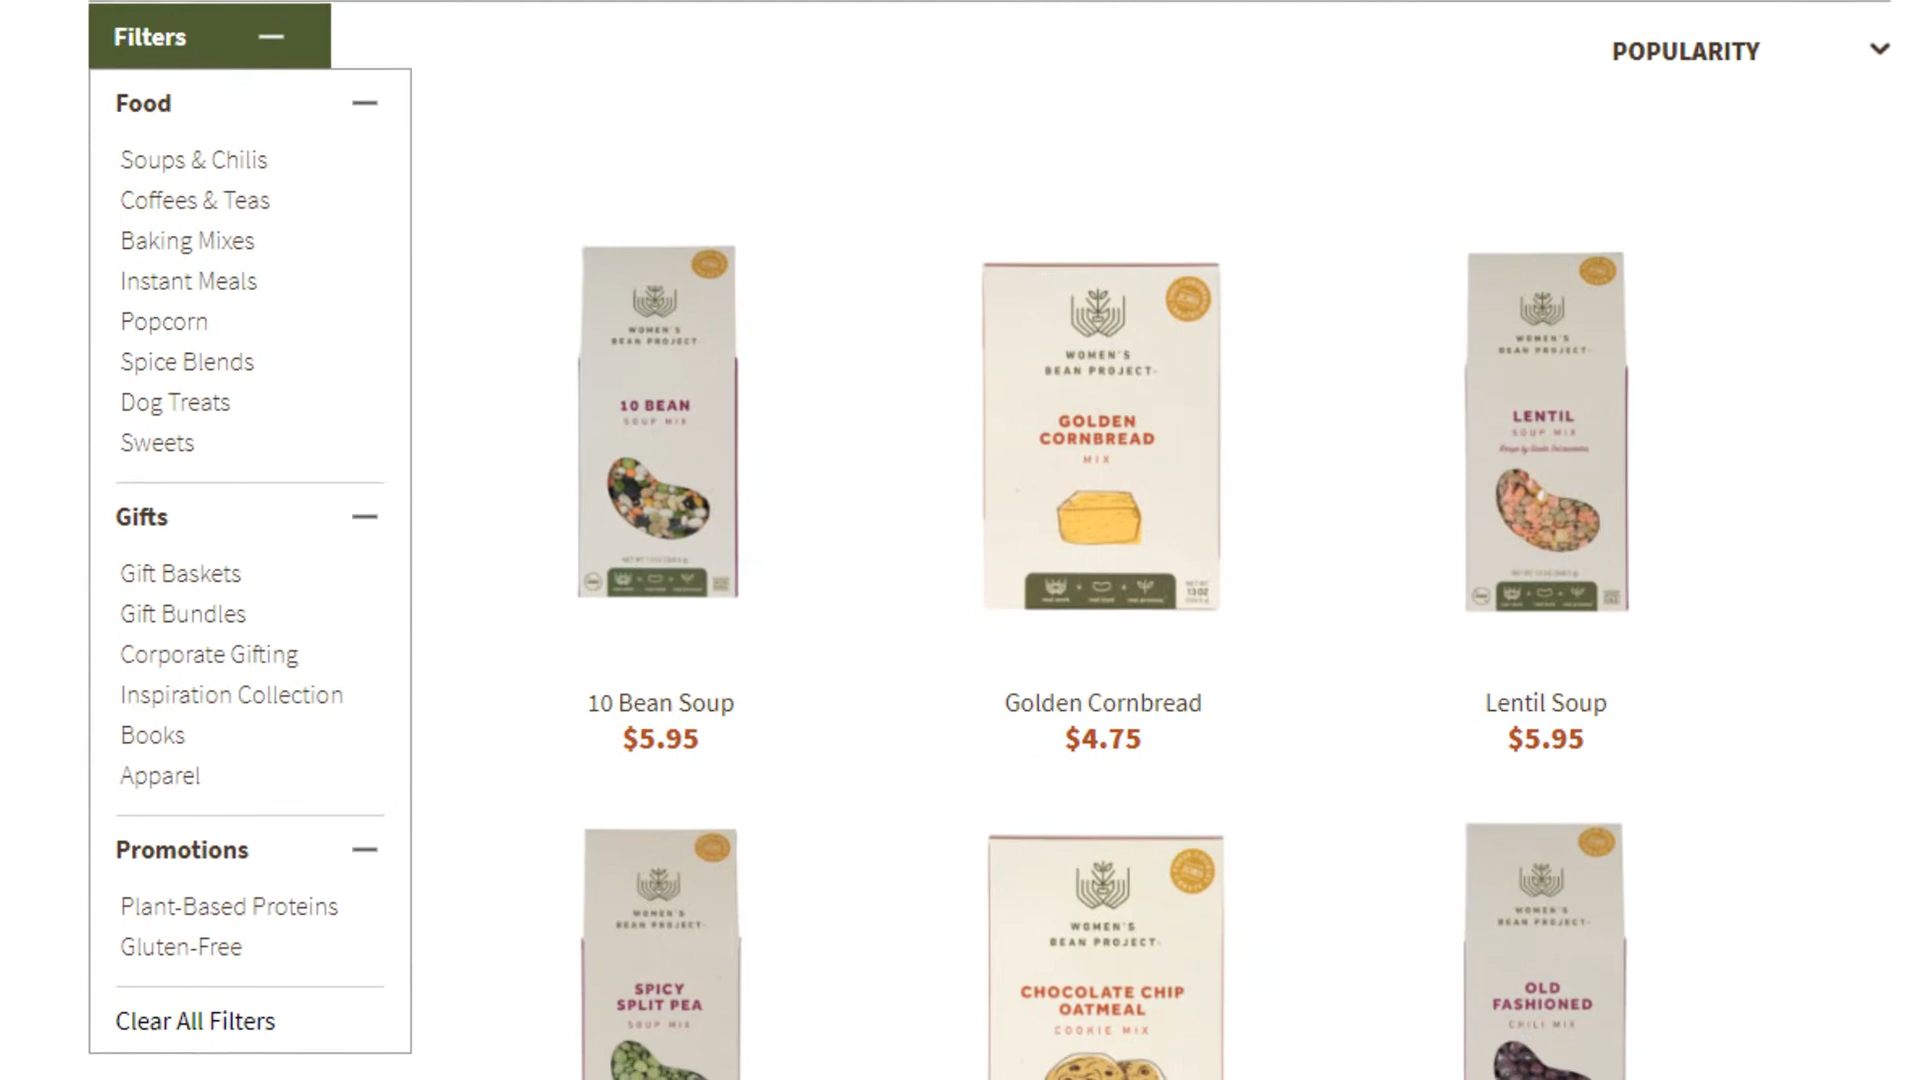 Filters
POPULARITY
Food
Soups & Chilis
Coffees & Teas
Baking Mixes
Instant Meals
Popcorn
Spice Blends
Dog Treats
Sweets
Gifts
Gift Baskets
Gift Bundles
Corporate Gifting
Inspiration Collection
Books
Apparel
Promotions
Plant-Based Proteins
Gluten-Free
Clear All Filters
WOMEN'S
BEAN PROJECT
10 BEAN
SOUP MIX
WOMEN'S
BEAN PROJECT
GOLDEN
CORNBREAD
MIX
NET WT
13 OZ
WOMEN'S
BEAN PROJECT
LENTIL
SOUP MIX
10 Bean Soup
$5.95
Golden Cornbread
$4.75
Lentil Soup
$5.95
WOMEN'S
BEAN PROJECT
SPICY
SPLIT PEA
SOUP MIX
WOMEN'S
BEAN PROJECT
CHOCOLATE CHIP
OATMEAL
COOKIE MIX
WOMEN'S
BEAN PROJECT
OLD
FASHIONED
CHILI MIX